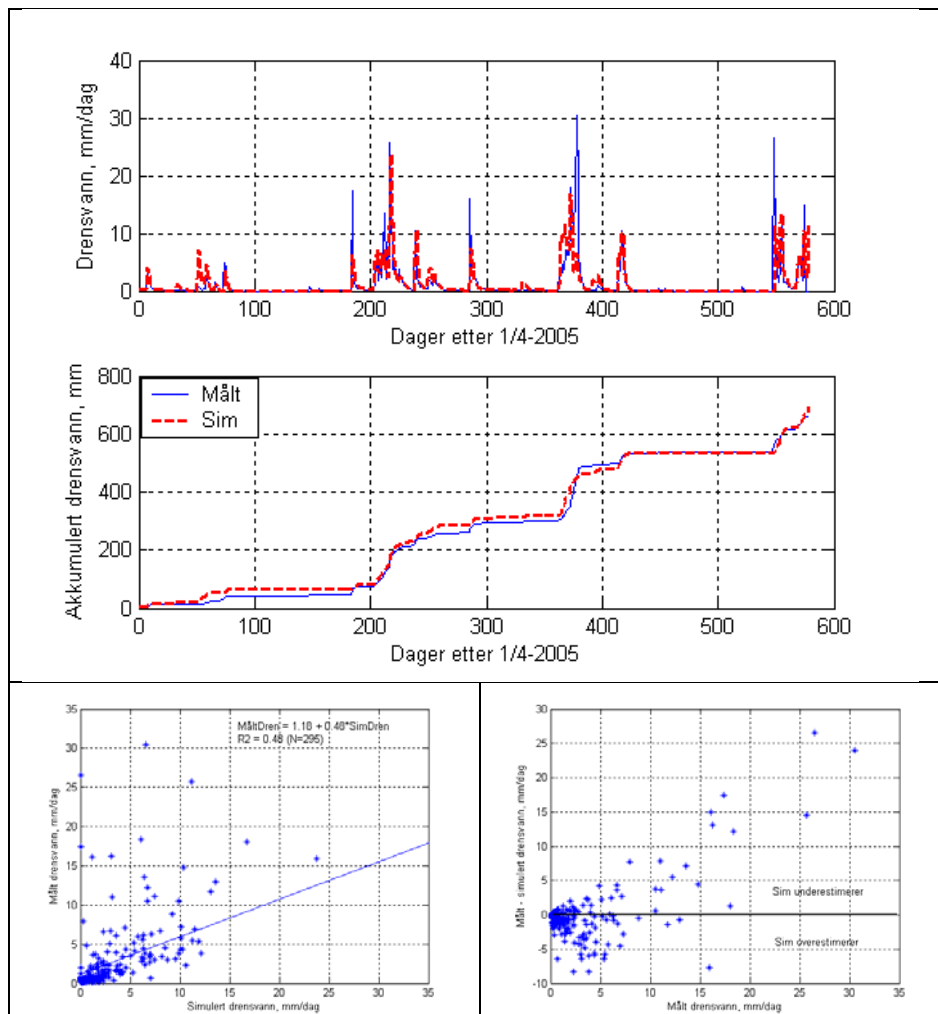 40
30
20
10
0
Drensvann, mm/dag
0 100 200 300 400 500 600
Dager etter 1/4-2005
800
600
400
200
0
Akkumulert drensvann, mm
Målt
Sim
0 100 200 300 400 500 600
Dager etter 1/4-2005
35
30
25
20
15
10
5
0
Målt drensvann, mm/dag
MåltDren = 1.18 + 0.48*SimDren
R2 = 0.48 (N=295)
0 5 10 15 20 25 30 35
Simulert drensvann, mm/dag
30
25
20
15
10
5
0
-5
-10
Målt - simulert drensvann, mm/dag
Sim underestimerer
Sim overestimerer
0 5 10 15 20 25 30 35
Målt drensvann, mm/dag